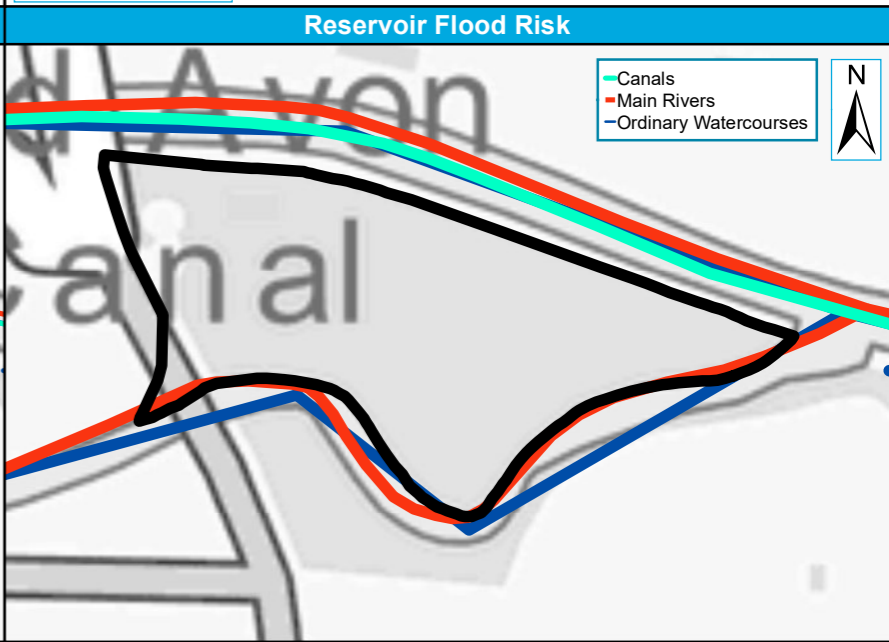 Reservoir Flood Risk
Canals
Main Rivers
Ordinary Watercourses
N
d Avon
Canal